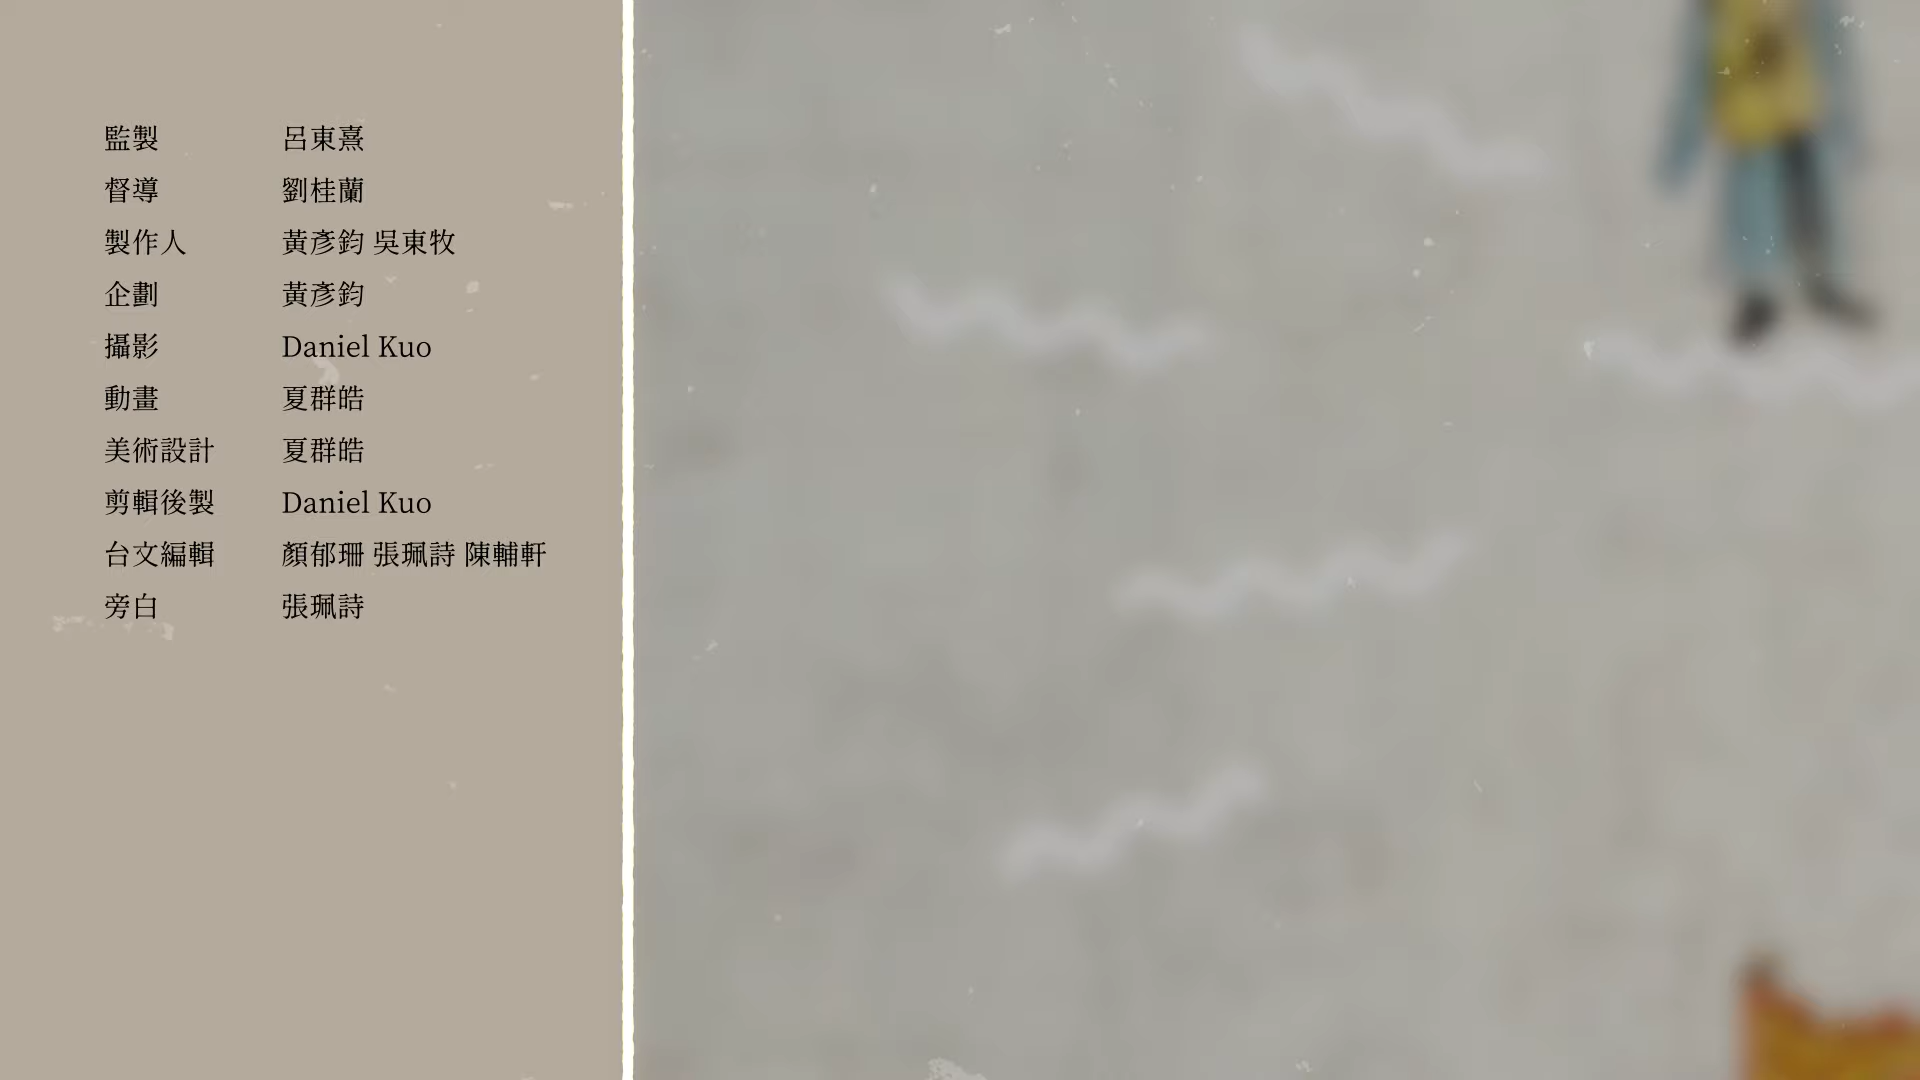 監製 呂東熹
督導 劉桂蘭
製作人 黃彥鈞 吳東牧
企劃 黃彥鈞
攝影 Daniel Kuo
動畫 夏群皓
美術設計 夏群皓
剪輯後製 Daniel Kuo
台文編輯 顏郁珊 張珮詩 陳輔軒
旁白 張珮詩